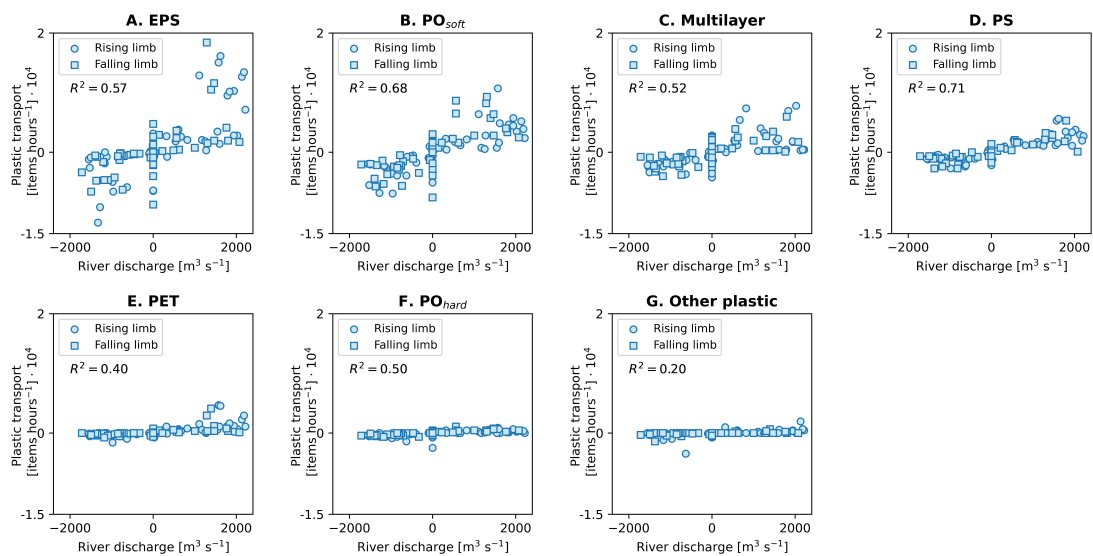 A. EPS
2
0
-1.5
Plastic transport
[items hours⁻¹] · 10⁴
Rising limb
Falling limb
R² = 0.57
−2000
0
2000
River discharge [m³ s⁻¹]
B. PO_soft
2
0
-1.5
Plastic transport
[items hours⁻¹] · 10⁴
Rising limb
Falling limb
R² = 0.68
−2000
0
2000
River discharge [m³ s⁻¹]
C. Multilayer
2
0
-1.5
Plastic transport
[items hours⁻¹] · 10⁴
Rising limb
Falling limb
R² = 0.52
−2000
0
2000
River discharge [m³ s⁻¹]
D. PS
2
0
-1.5
Plastic transport
[items hours⁻¹] · 10⁴
Rising limb
Falling limb
R² = 0.71
−2000
0
2000
River discharge [m³ s⁻¹]
E. PET
2
0
-1.5
Plastic transport
[items hours⁻¹] · 10⁴
Rising limb
Falling limb
R² = 0.40
−2000
0
2000
River discharge [m³ s⁻¹]
F. PO_hard
2
0
-1.5
Plastic transport
[items hours⁻¹] · 10⁴
Rising limb
Falling limb
R² = 0.50
−2000
0
2000
River discharge [m³ s⁻¹]
G. Other plastic
2
0
-1.5
Plastic transport
[items hours⁻¹] · 10⁴
Rising limb
Falling limb
R² = 0.20
−2000
0
2000
River discharge [m³ s⁻¹]